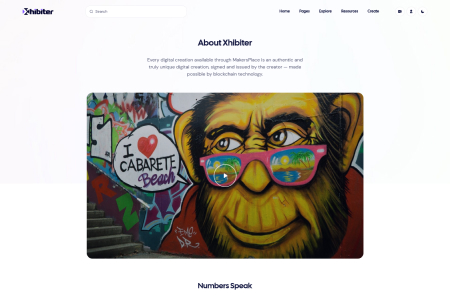 Xhibiter
Search
Home Pages Explore Resources Create
About Xhibiter
Every digital creation available through MakersPlace is an authentic and
truly unique digital creation, signed and issued by the creator — made
possible by blockchain technology.
I
CABARETE
Beach
Numbers Speak